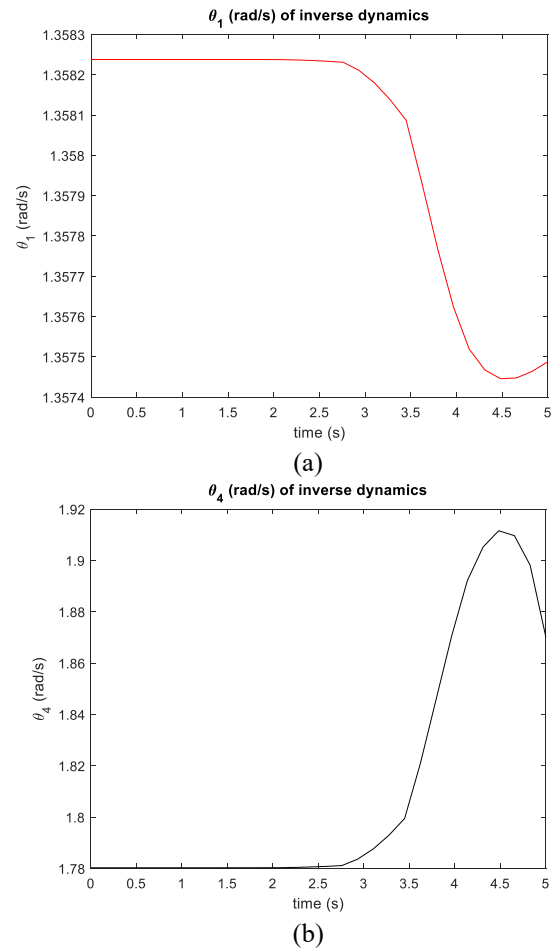 θ1 (rad/s) of inverse dynamics
1.3583
1.3582
1.3581
1.358
1.3579
1.3578
1.3577
1.3576
1.3575
1.3574
θ1 (rad/s)
0 0.5 1 1.5 2 2.5 3 3.5 4 4.5 5
time (s)
(a)
θ4 (rad/s) of inverse dynamics
1.92
1.9
1.88
1.86
1.84
1.82
1.8
1.78
θ4 (rad/s)
0 0.5 1 1.5 2 2.5 3 3.5 4 4.5 5
time (s)
(b)